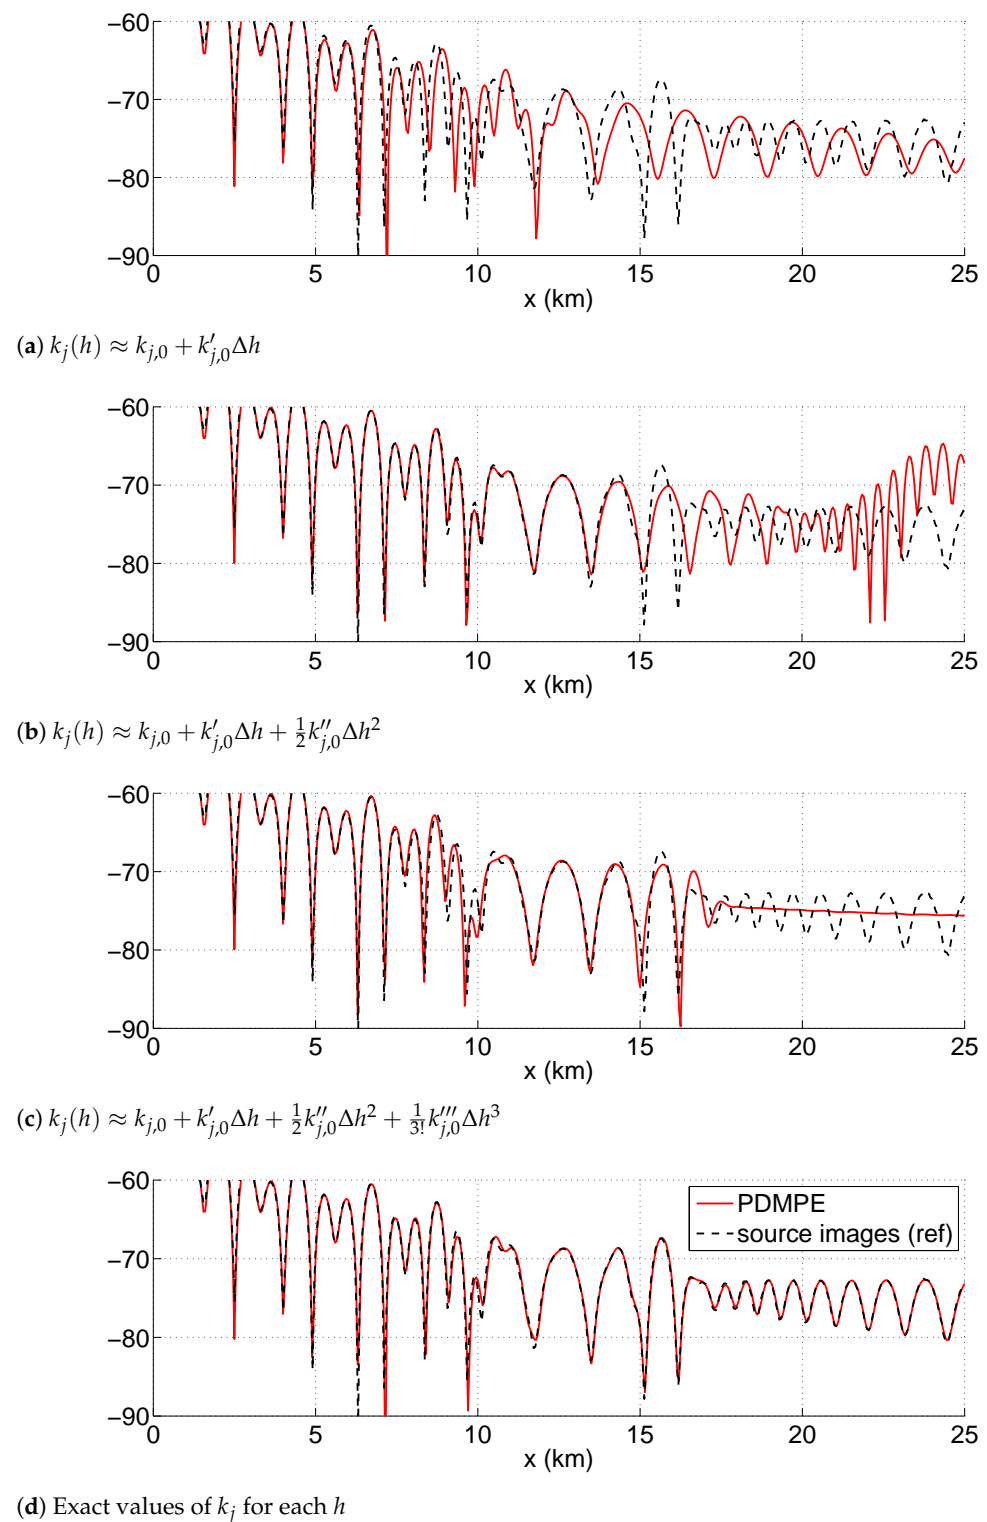 −60
−70
−80
−90
0 5 10 15 20 25
x (km)
(a) k_j(h) ≈ k_{j,0} + k′_{j,0}Δh
−60
−70
−80
−90
0 5 10 15 20 25
x (km)
(b) k_j(h) ≈ k_{j,0} + k′_{j,0}Δh + ½k″_{j,0}Δh²
−60
−70
−80
−90
0 5 10 15 20 25
x (km)
(c) k_j(h) ≈ k_{j,0} + k′_{j,0}Δh + ½k″_{j,0}Δh² + 1/3! k‴_{j,0}Δh³
−60
PDMPE
source images (ref)
−70
−80
−90
0 5 10 15 20 25
x (km)
(d) Exact values of k_j for each h